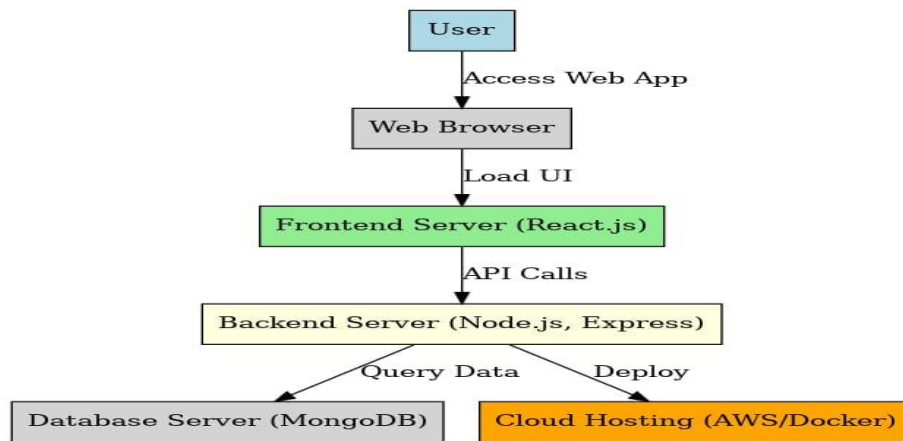 User
Access Web App
Web Browser
Load UI
Frontend Server (React.js)
API Calls
Backend Server (Node.js, Express)
Query Data
Deploy
Database Server (MongoDB)
Cloud Hosting (AWS/Docker)